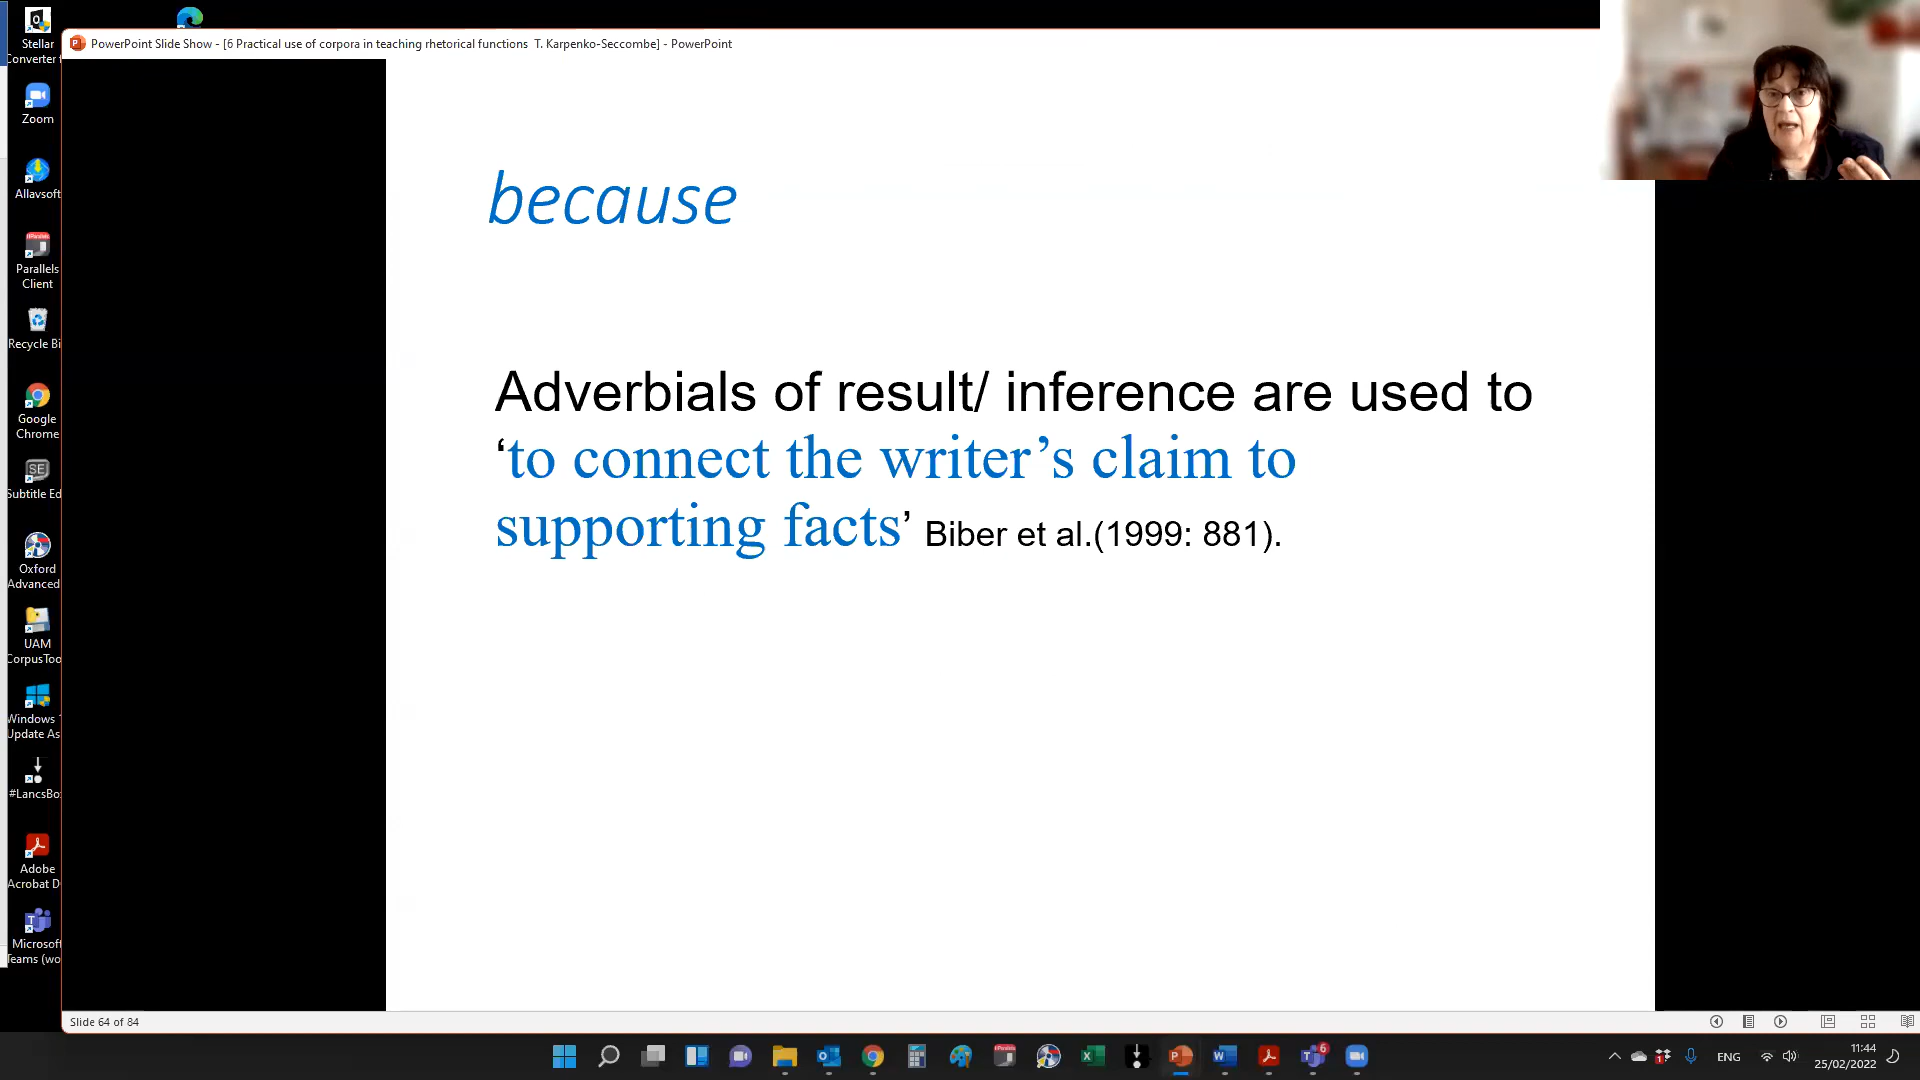 PowerPoint Slide Show - [6 Practical use of corpora in teaching rhetorical functions  T. Karpenko-Seccombe] - PowerPoint
Stellar
Converter
Zoom
Allavsoft
Parallels
Client
Recycle Bi
Google
Chrome
Subtitle Ed
Oxford
Advanced
UAM
CorpusToo
Windows
Update As
#LancsBo
Adobe
Acrobat D
Microsof
Teams (wo
because
Adverbials of result/ inference are used to
‘to connect the writer’s claim to
supporting facts’ Biber et al.(1999: 881).
Slide 64 of 84
ENG
11:44
25/02/2022